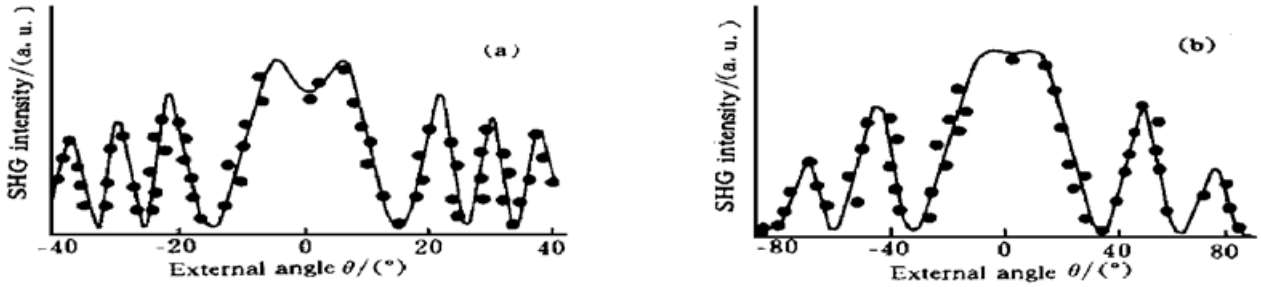 (a)
SHG intensity/(a. u.)
-40 -20 0 20 40
External angle θ/(°)
(b)
SHG intensity/(a. u.)
-80 -40 0 40 80
External angle θ/(°)